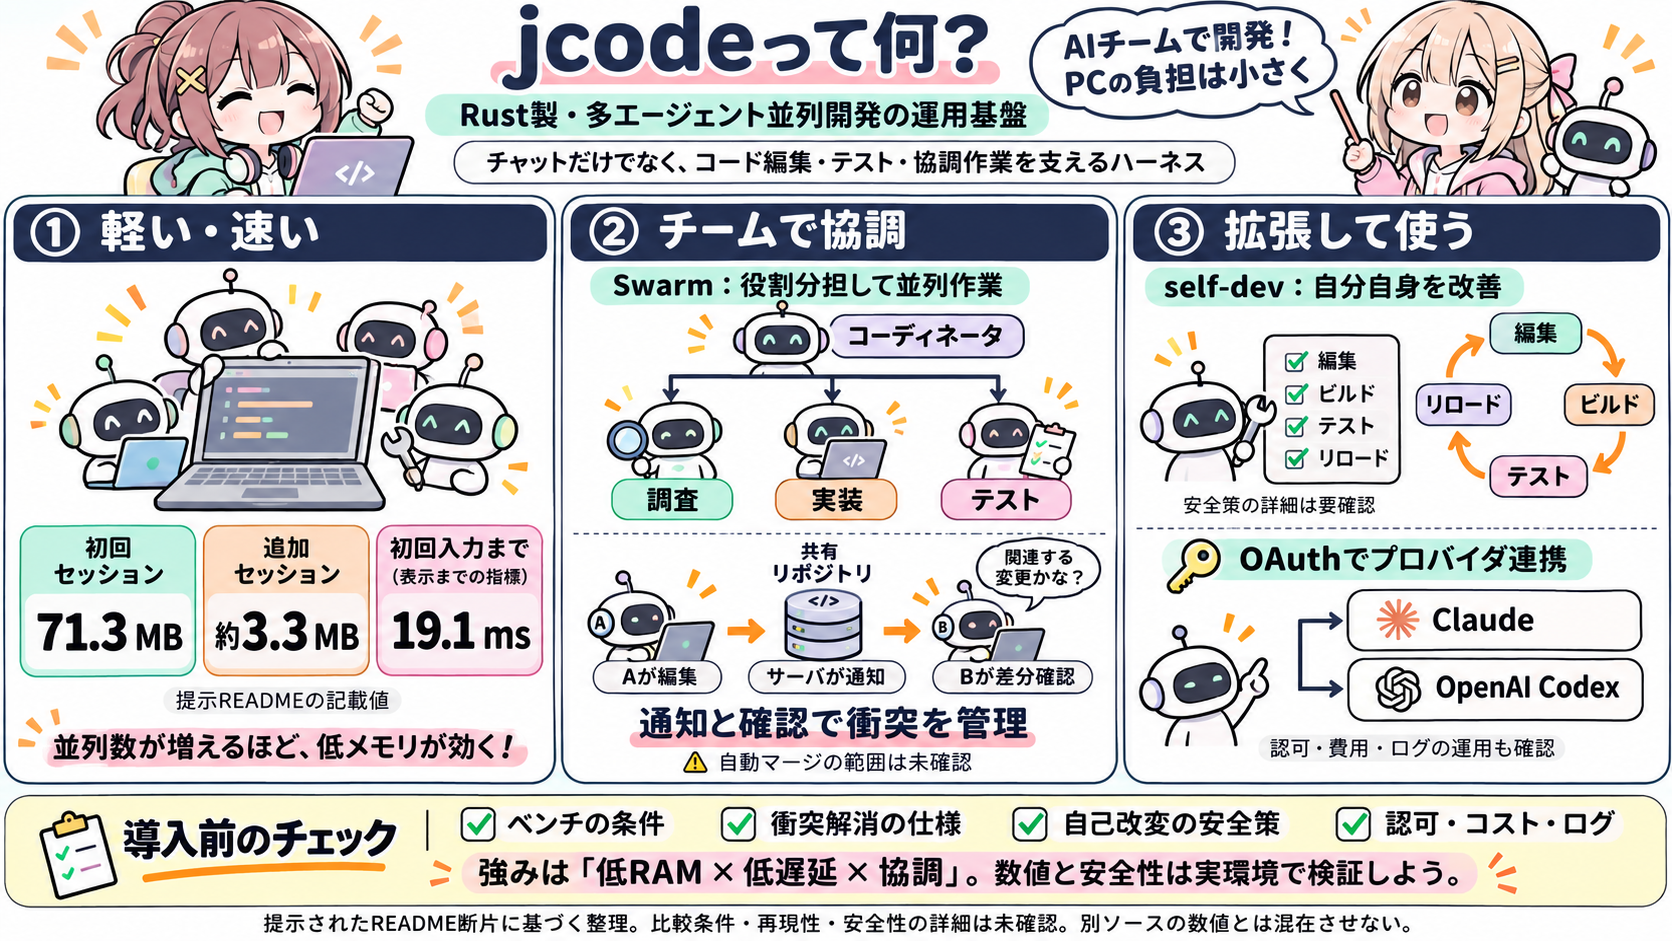 jcodeって何？
AIチームで開発！
PCの負担は小さく
Rust製・多エージェント並列開発の運用基盤
チャットだけでなく、コード編集・テスト・協調作業を支えるハーネス
</>
① 軽い・速い
初回
セッション
71.3 MB
追加
セッション
約3.3 MB
初回入力まで
（表示までの指標）
19.1 ms
提示READMEの記載値
並列数が増えるほど、低メモリが効く！
② チームで協調
Swarm：役割分担して並列作業
コーディネータ
</>
調査
実装
テスト
共有
リポジトリ
関連する
変更かな？
</>
A
B
Aが編集
サーバが通知
Bが差分確認
通知と確認で衝突を管理
自動マージの範囲は未確認
③ 拡張して使う
self-dev：自分自身を改善
編集
ビルド
テスト
リロード
編集
リロード
ビルド
テスト
安全策の詳細は要確認
OAuthでプロバイダ連携
Claude
OpenAI Codex
認可・費用・ログの運用も確認
導入前のチェック
ベンチの条件
衝突解消の仕様
自己改変の安全策
認可・コスト・ログ
強みは「低RAM × 低遅延 × 協調」。数値と安全性は実環境で検証しよう。
提示されたREADME断片に基づく整理。比較条件・再現性・安全性の詳細は未確認。別ソースの数値とは混在させない。